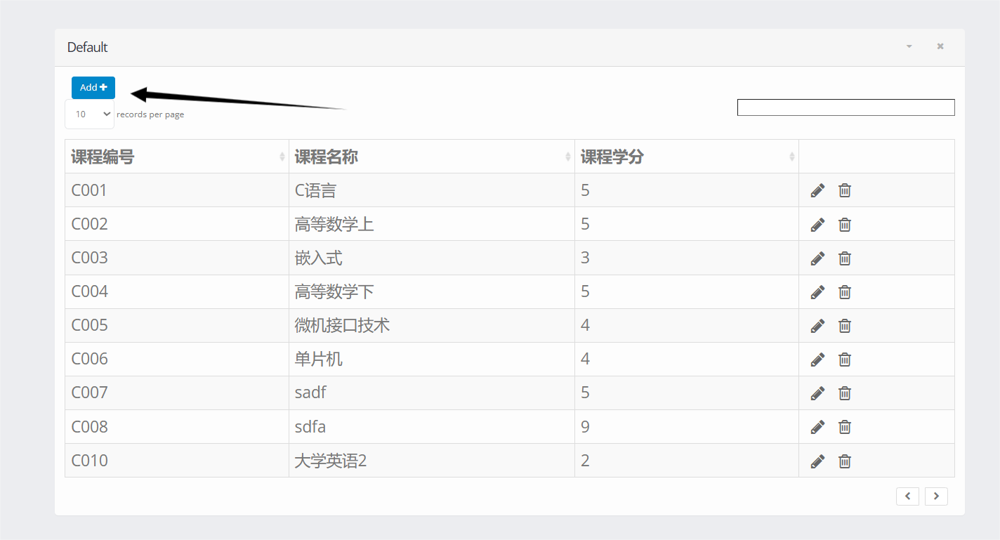 Default
Add
10 records per page
课程编号 课程名称 课程学分
C001 C语言 5
C002 高等数学上 5
C003 嵌入式 3
C004 高等数学下 5
C005 微机接口技术 4
C006 单片机 4
C007 sadf 5
C008 sdfa 9
C010 大学英语2 2